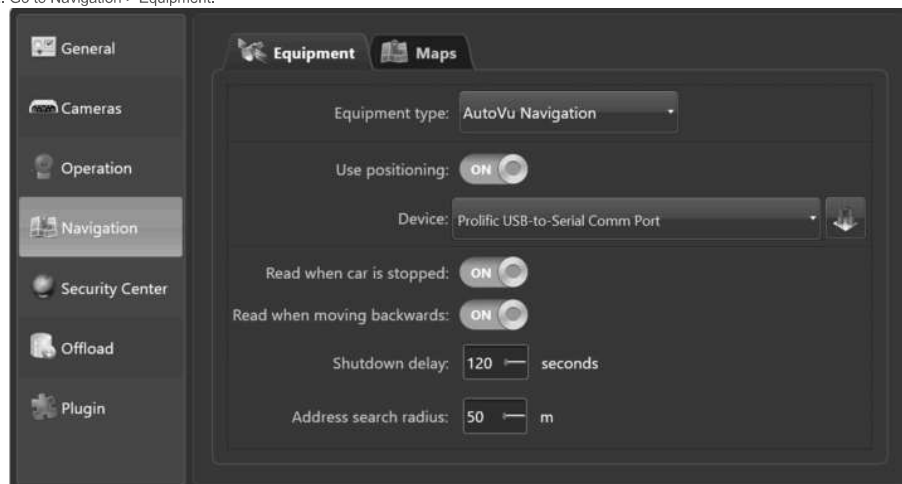 . Go to Navigation > Equipment.
General
Cameras
Operation
Navigation
Security Center
Offload
Plugin
Equipment
Maps
Equipment type: AutoVu Navigation
Use positioning: ON
Device: Prolific USB-to-Serial Comm Port
Read when car is stopped: ON
Read when moving backwards: ON
Shutdown delay: 120 seconds
Address search radius: 50 m